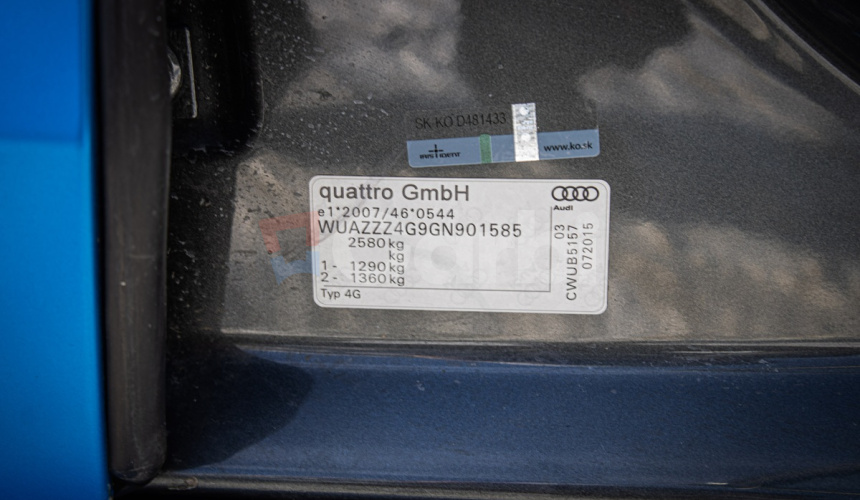 SK-KO D481433
www.ko.sk
quattro GmbH
Audi
e1*2007/46*0544
WUAZZZ4G9GN901585
2580 kg
kg
1 - 1290 kg
2 - 1360 kg
Typ 4G
03
CWUB5157
072015